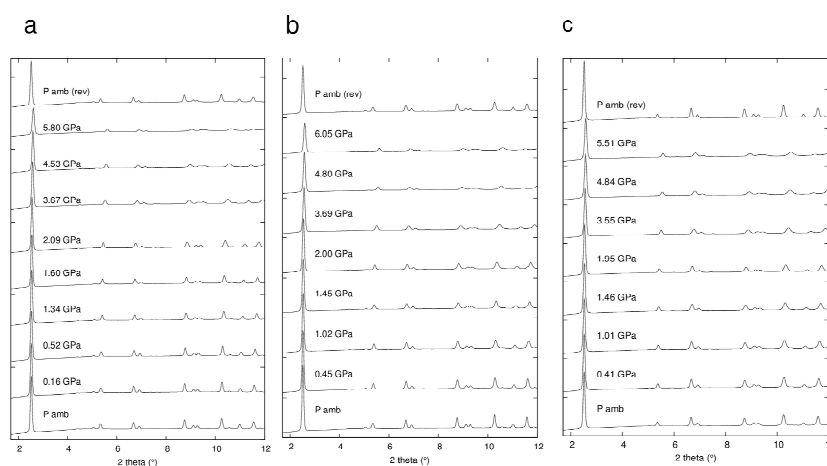 a
P amb (rev)
5.80 GPa
4.53 GPa
3.67 GPa
2.09 GPa
1.60 GPa
1.34 GPa
0.52 GPa
0.16 GPa
P amb
2 4 6 8 10 12
2 theta (°)
b
P amb (rev)
6.05 GPa
4.80 GPa
3.69 GPa
2.00 GPa
1.45 GPa
1.02 GPa
0.45 GPa
P amb
2 4 6 8 10 12
2 theta (°)
c
P amb (rev)
5.51 GPa
4.84 GPa
3.55 GPa
1.95 GPa
1.46 GPa
1.01 GPa
0.41 GPa
P amb
2 4 6 8 10 12
2 theta (°)